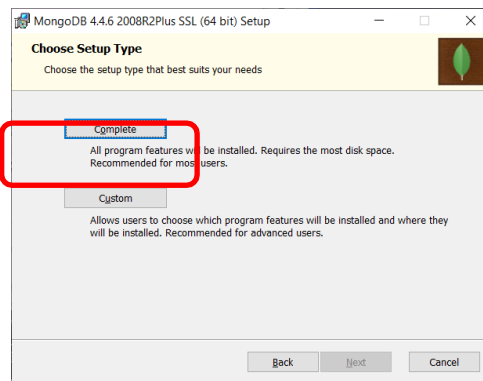 MongoDB 4.4.6 2008R2Plus SSL (64 bit) Setup
Choose Setup Type
Choose the setup type that best suits your needs
Complete
All program features will be installed. Requires the most disk space.
Recommended for most users.
Custom
Allows users to choose which program features will be installed and where they
will be installed. Recommended for advanced users.
Back Next Cancel